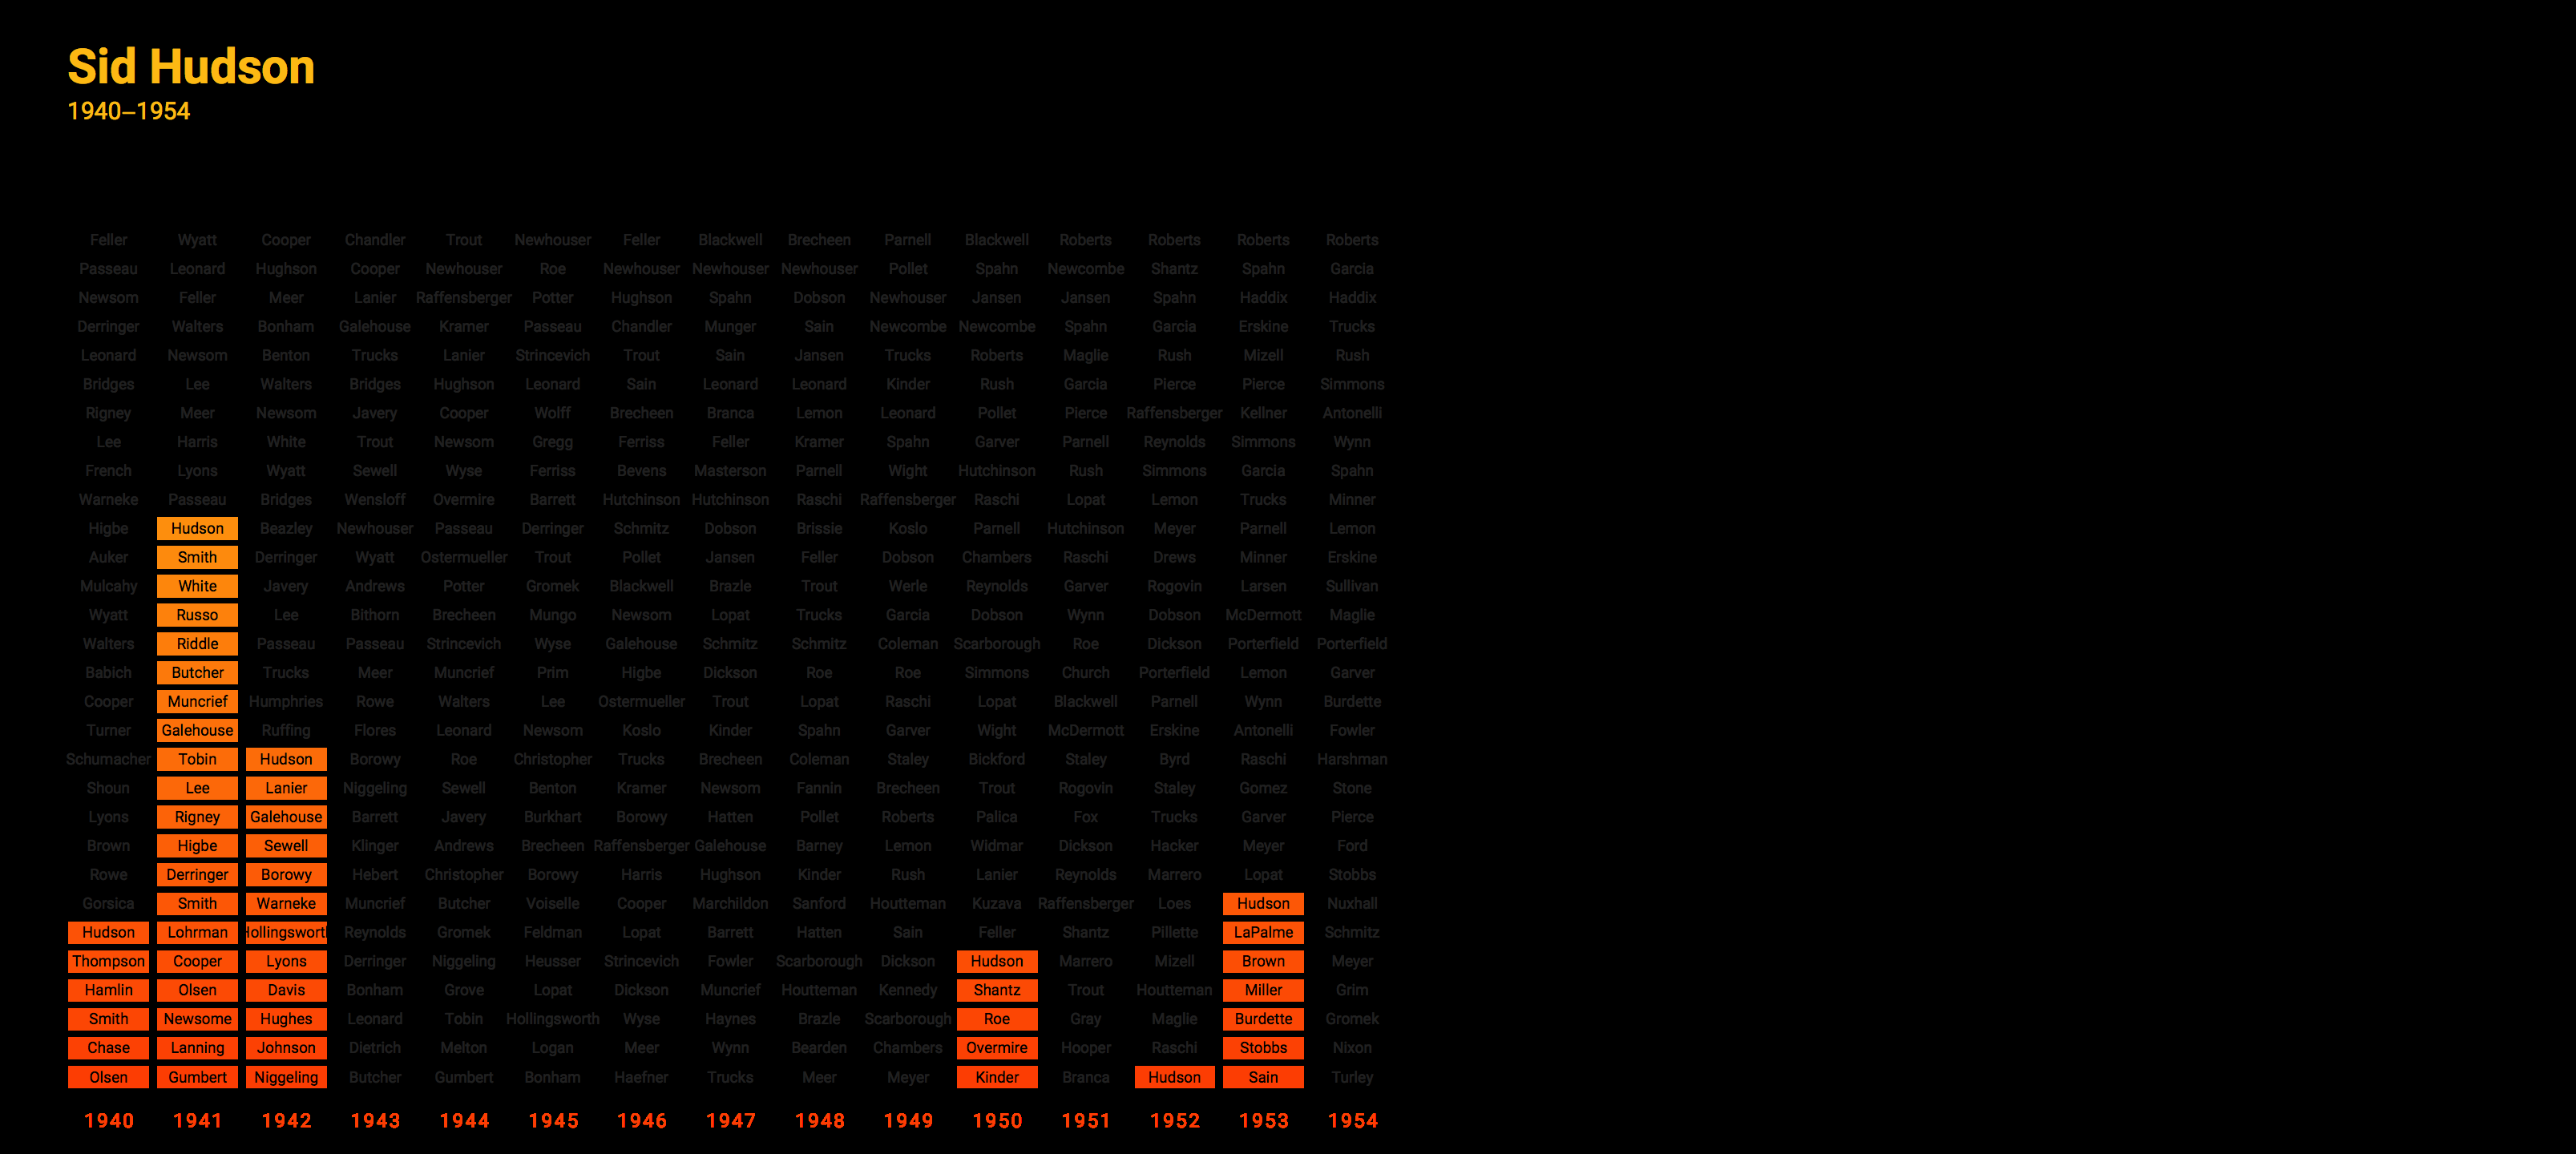 Sid Hudson
1940–1954
Feller Wyatt Cooper Chandler Trout Newhouser Feller Blackwell Brecheen Parnell Blackwell Roberts Roberts Roberts Roberts
Passeau Leonard Hughson Cooper Newhouser Roe Newhouser Newhouser Newhouser Pollet Spahn Newcombe Shantz Spahn Garcia
Newsom Feller Meer Lanier Raffensberger Potter Hughson Spahn Dobson Newhouser Jansen Jansen Spahn Haddix Haddix
Derringer Walters Bonham Galehouse Kramer Passeau Chandler Munger Sain Newcombe Newcombe Spahn Garcia Erskine Trucks
Leonard Newsom Benton Trucks Lanier Strincevich Trout Sain Jansen Trucks Roberts Maglie Rush Mizell Rush
Bridges Lee Walters Bridges Hughson Leonard Sain Leonard Leonard Kinder Rush Garcia Pierce Pierce Simmons
Rigney Meer Newsom Javery Cooper Wolff Brecheen Branca Lemon Leonard Pollet Pierce Raffensberger Kellner Antonelli
Lee Harris White Trout Newsom Gregg Ferriss Feller Kramer Spahn Garver Parnell Reynolds Simmons Wynn
French Lyons Wyatt Sewell Wyse Ferriss Bevens Masterson Parnell Wight Hutchinson Rush Simmons Garcia Spahn
Warneke Passeau Bridges Wensloff Overmire Barrett Hutchinson Hutchinson Raschi Raffensberger Raschi Lopat Lemon Trucks Minner
Higbe Hudson Beazley Newhouser Passeau Derringer Schmitz Dobson Brissie Koslo Parnell Hutchinson Meyer Parnell Lemon
Auker Smith Derringer Wyatt Ostermueller Trout Pollet Jansen Feller Dobson Chambers Raschi Drews Minner Erskine
Mulcahy White Javery Andrews Potter Gromek Blackwell Brazle Trout Werle Reynolds Garver Rogovin Larsen Sullivan
Wyatt Russo Lee Bithorn Brecheen Mungo Newsom Lopat Trucks Garcia Dobson Wynn Dobson McDermott Maglie
Walters Riddle Passeau Passeau Strincevich Wyse Galehouse Schmitz Schmitz Coleman Scarborough Roe Dickson Porterfield Porterfield
Babich Butcher Trucks Meer Muncrief Prim Higbe Dickson Roe Roe Simmons Church Porterfield Lemon Garver
Cooper Muncrief Humphries Rowe Walters Lee Ostermueller Trout Lopat Raschi Lopat Blackwell Parnell Wynn Burdette
Turner Galehouse Ruffing Flores Leonard Newsom Koslo Kinder Spahn Garver Wight McDermott Erskine Antonelli Fowler
Schumacher Tobin Hudson Borowy Roe Christopher Trucks Brecheen Coleman Staley Bickford Staley Byrd Raschi Harshman
Shoun Lee Lanier Niggeling Sewell Benton Kramer Newsom Fannin Brecheen Trout Rogovin Staley Gomez Stone
Lyons Rigney Galehouse Barrett Javery Burkhart Borowy Hatten Pollet Roberts Palica Fox Trucks Garver Pierce
Brown Higbe Sewell Klinger Andrews Brecheen Raffensberger Galehouse Barney Lemon Widmar Dickson Hacker Meyer Ford
Rowe Derringer Borowy Hebert Christopher Borowy Harris Hughson Kinder Rush Lanier Reynolds Marrero Lopat Stobbs
Gorsica Smith Warneke Muncrief Butcher Voiselle Cooper Marchildon Sanford Houtteman Kuzava Raffensberger Loes Hudson Nuxhall
Hudson Lohrman Hollingsworth Reynolds Gromek Feldman Lopat Barrett Hatten Sain Feller Shantz Pillette LaPalme Schmitz
Thompson Cooper Lyons Derringer Niggeling Heusser Strincevich Fowler Scarborough Dickson Hudson Marrero Mizell Brown Meyer
Hamlin Olsen Davis Bonham Grove Lopat Dickson Muncrief Houtteman Kennedy Shantz Trout Houtteman Miller Grim
Smith Newsome Hughes Leonard Tobin Hollingsworth Wyse Haynes Brazle Scarborough Roe Gray Maglie Burdette Gromek
Chase Lanning Johnson Dietrich Melton Logan Meer Wynn Bearden Chambers Overmire Hooper Raschi Stobbs Nixon
Olsen Gumbert Niggeling Butcher Gumbert Bonham Haefner Trucks Meer Meyer Kinder Branca Hudson Sain Turley
1940 1941 1942 1943 1944 1945 1946 1947 1948 1949 1950 1951 1952 1953 1954